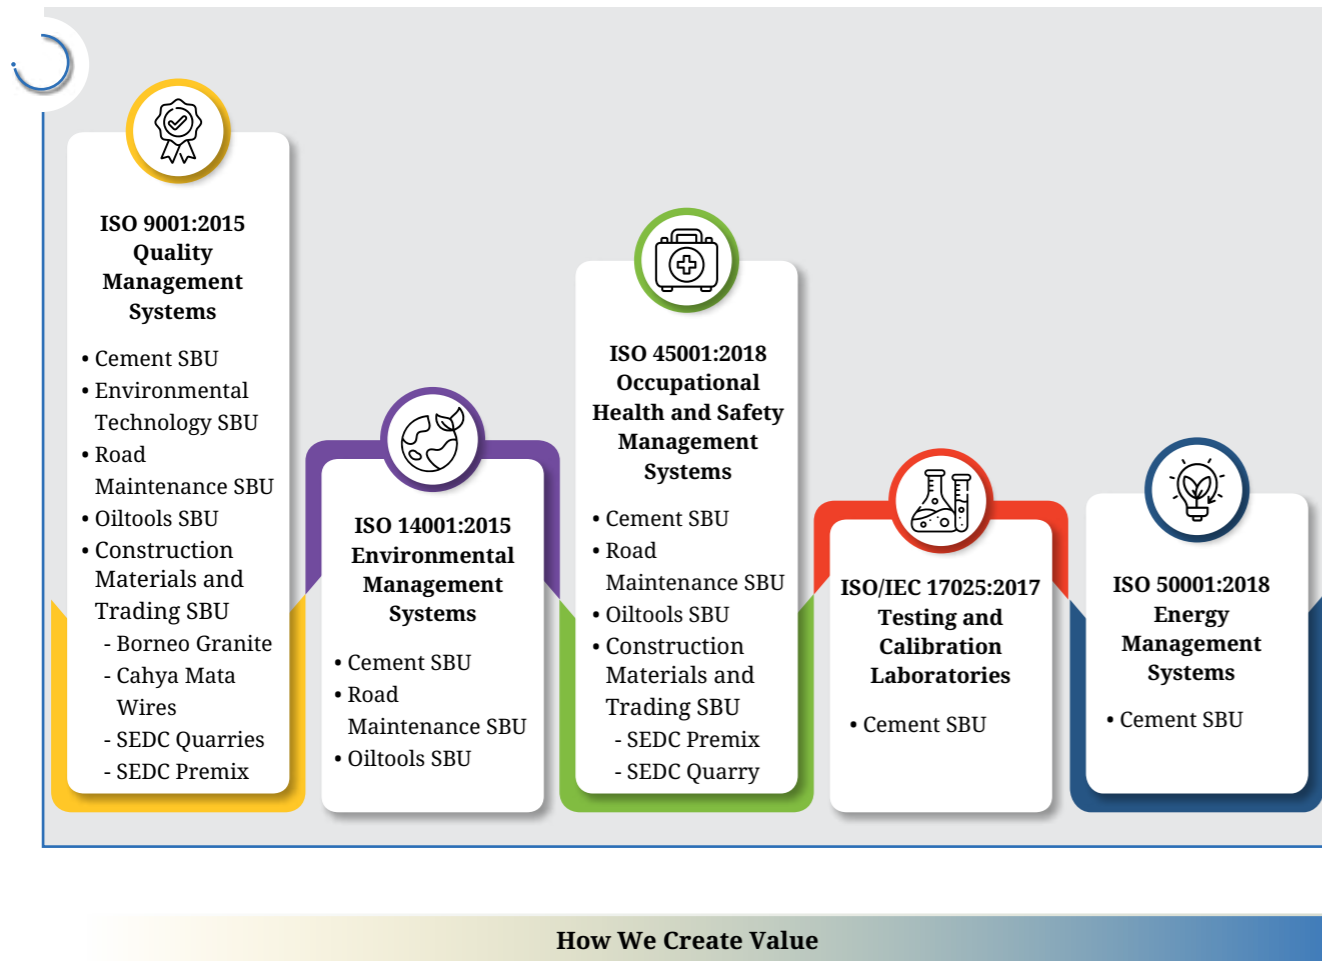 ISO 9001:2015
Quality
Management
Systems
• Cement SBU
• Environmental
Technology SBU
• Road
Maintenance SBU
• Oiltools SBU
• Construction
Materials and
Trading SBU
- Borneo Granite
- Cahya Mata
Wires
- SEDC Quarries
- SEDC Premix
ISO 14001:2015
Environmental
Management
Systems
• Cement SBU
• Road
Maintenance SBU
• Oiltools SBU
ISO 45001:2018
Occupational
Health and Safety
Management
Systems
• Cement SBU
• Road
Maintenance SBU
• Oiltools SBU
• Construction
Materials and
Trading SBU
- SEDC Premix
- SEDC Quarry
ISO/IEC 17025:2017
Testing and
Calibration
Laboratories
• Cement SBU
ISO 50001:2018
Energy
Management
Systems
• Cement SBU
How We Create Value